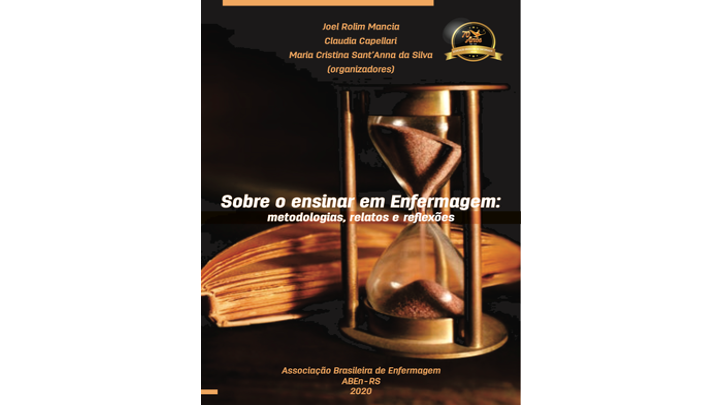 Joel Rolim Mancia
Claudia Capellari
Maria Cristina Sant'Anna da Silva
(organizadores)
Sobre o ensinar em Enfermagem:
metodologias, relatos e reflexões
Associação Brasileira de Enfermagem
ABEn-RS
2020